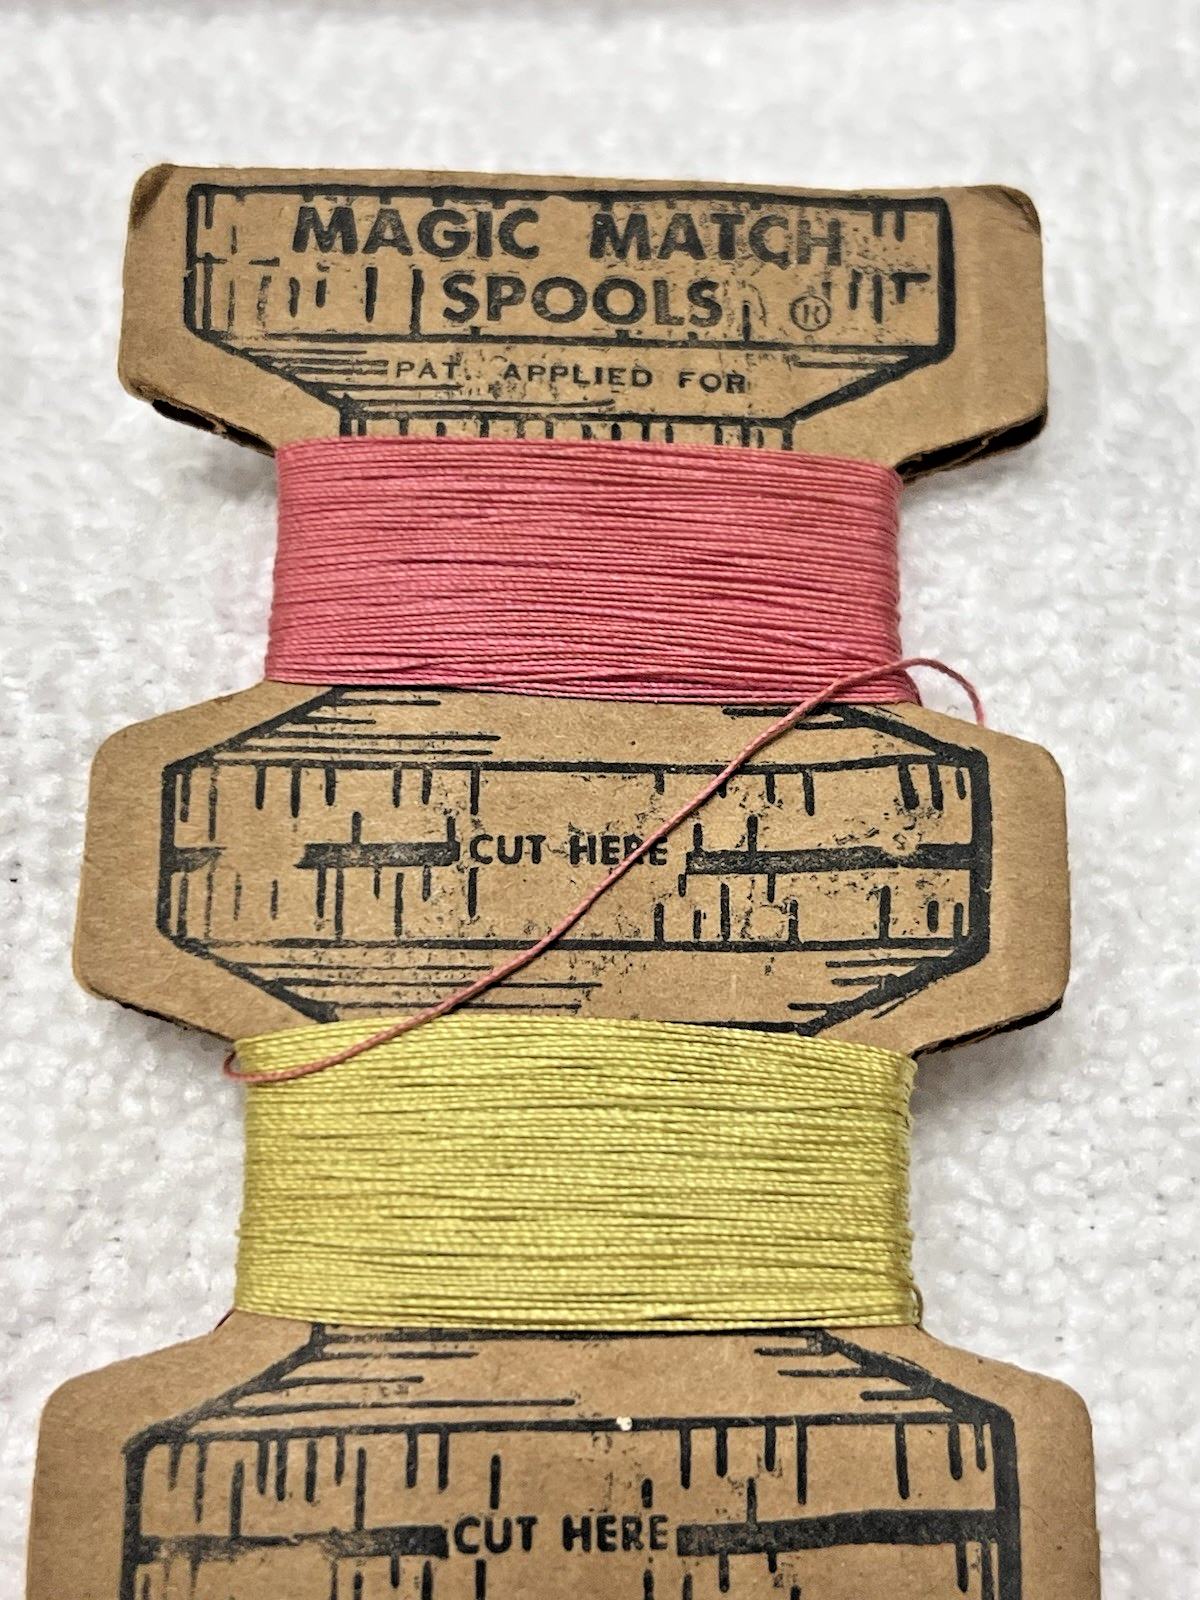 MAGIC MATCH
SPOOLS ®
PAT. APPLIED FOR
CUT HERE
CUT HERE